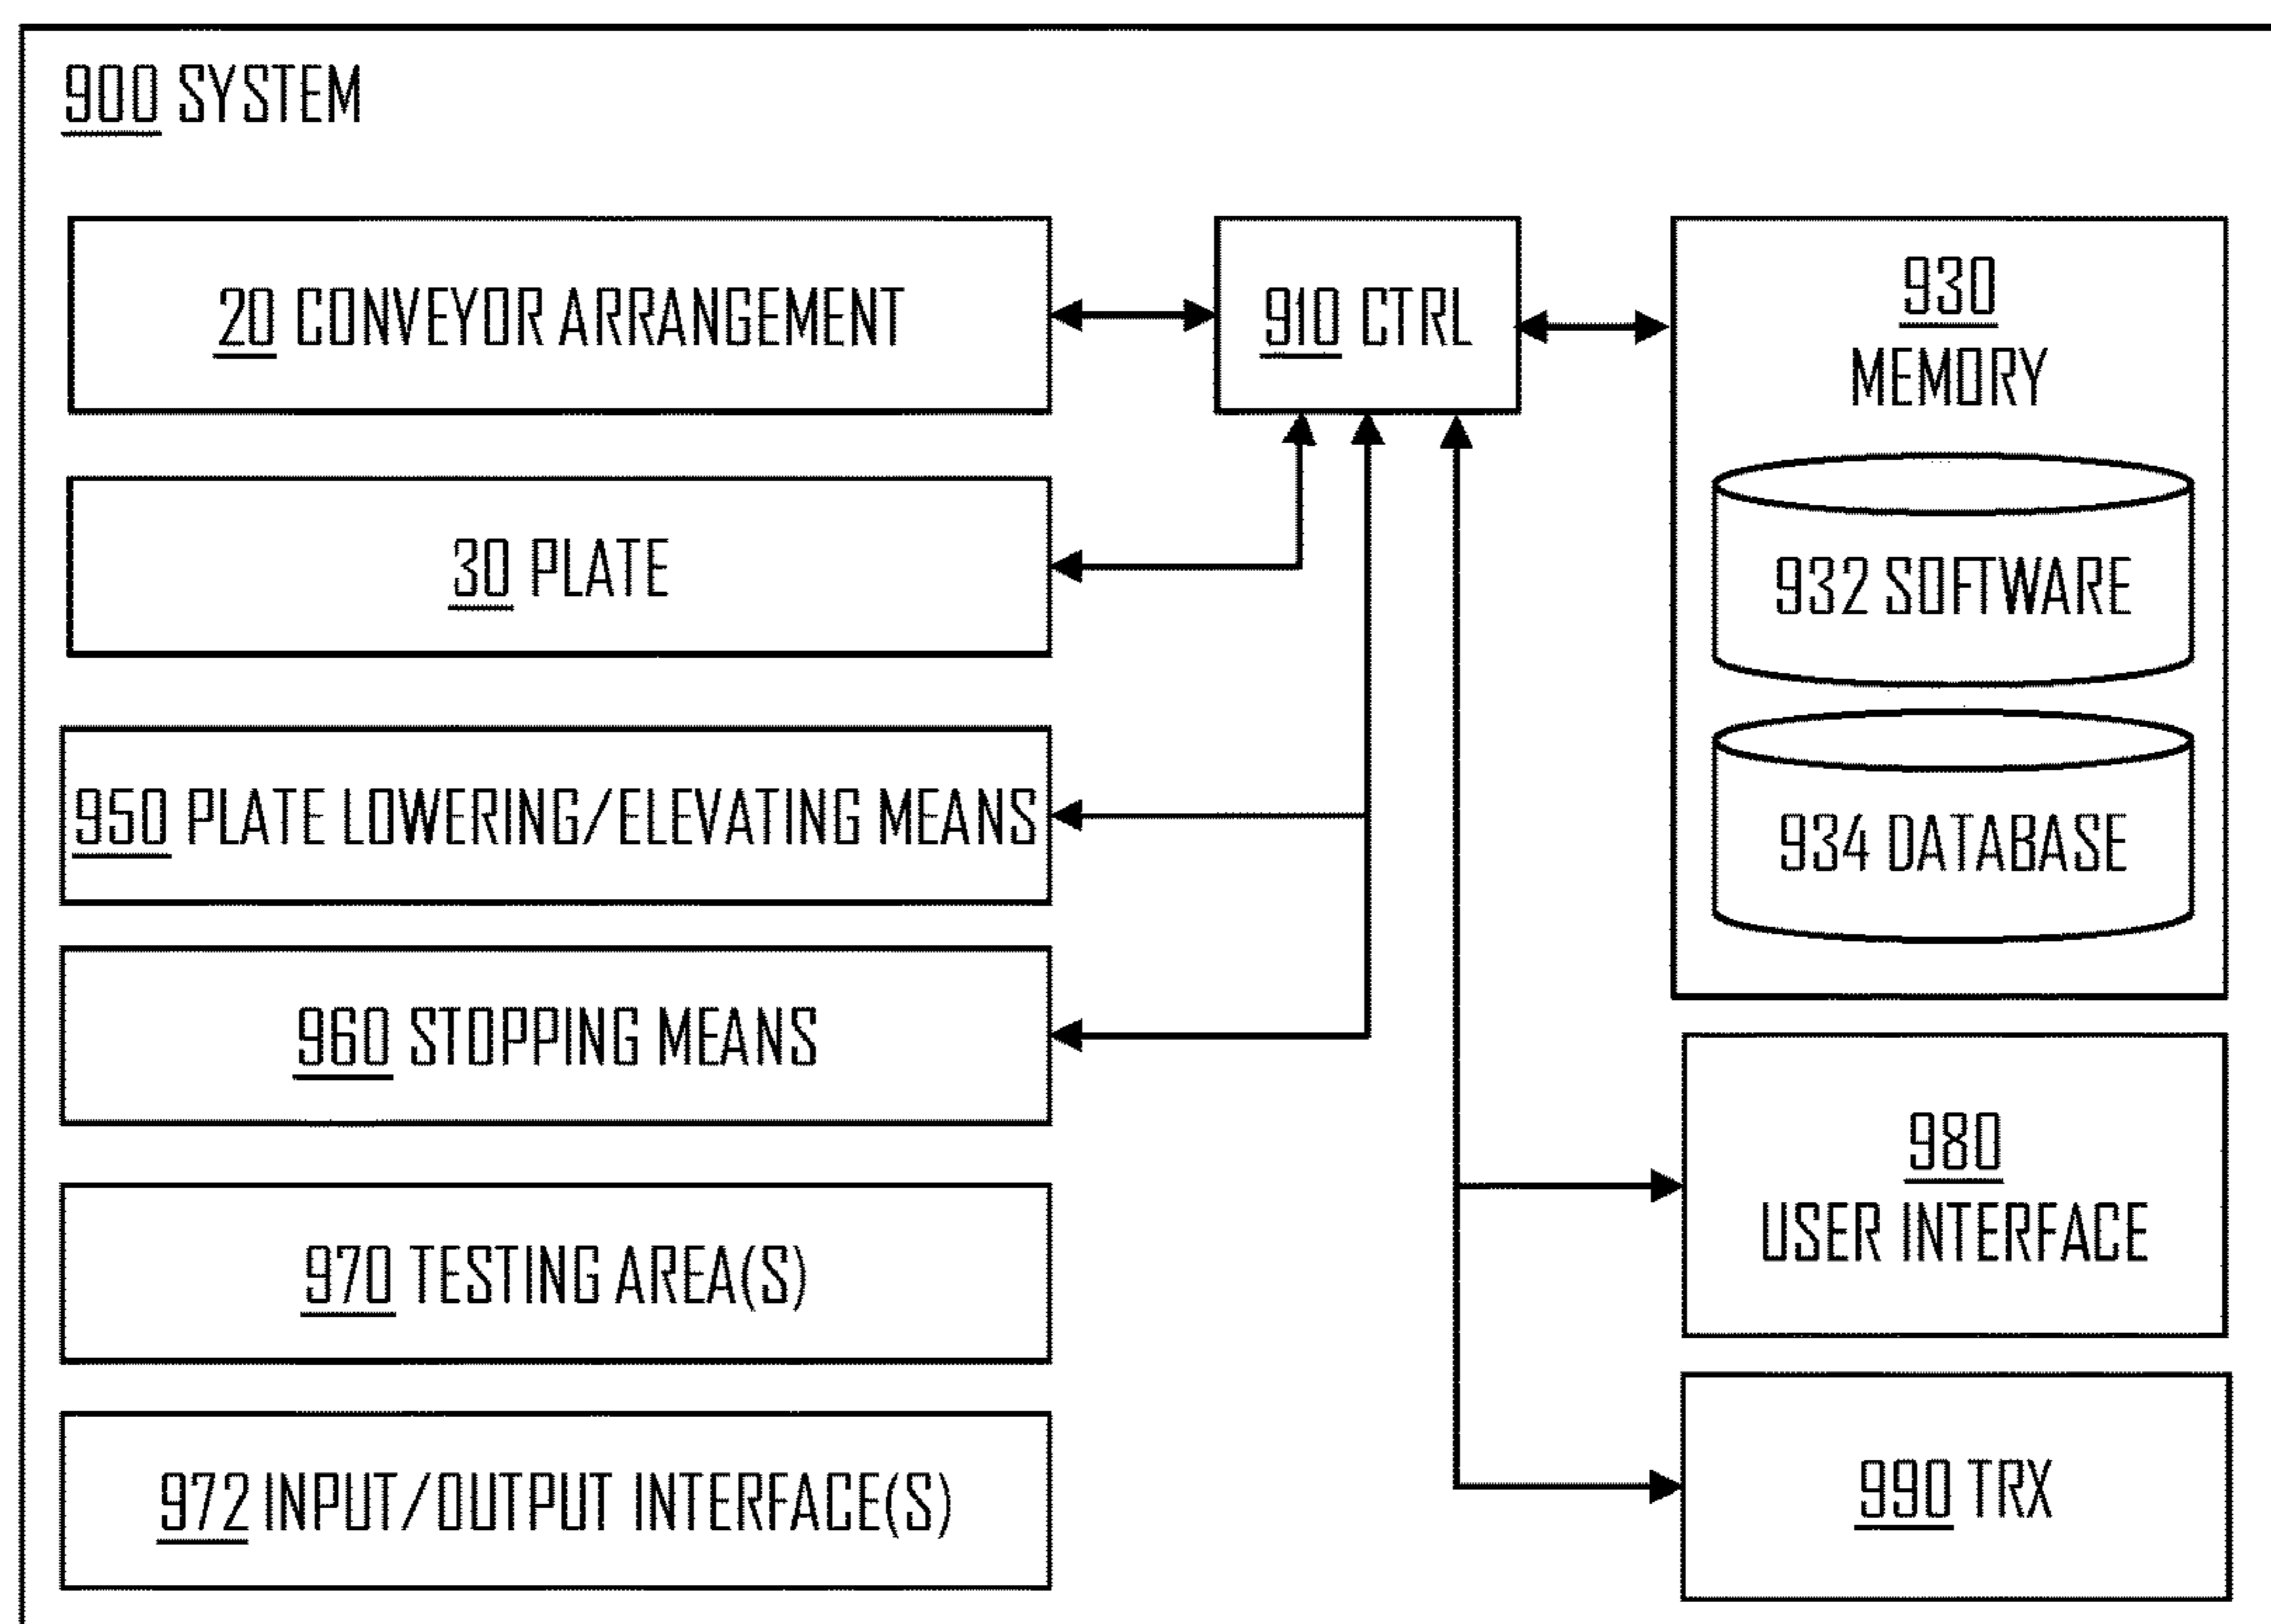 900 SYSTEM
20 CONVEYOR ARRANGEMENT
910 CTRL
930
MEMORY
932 SOFTWARE
934 DATABASE
30 PLATE
950 PLATE LOWERING/ELEVATING MEANS
960 STOPPING MEANS
970 TESTING AREA(S)
972 INPUT/OUTPUT INTERFACE(S)
980
USER INTERFACE
990 TRX